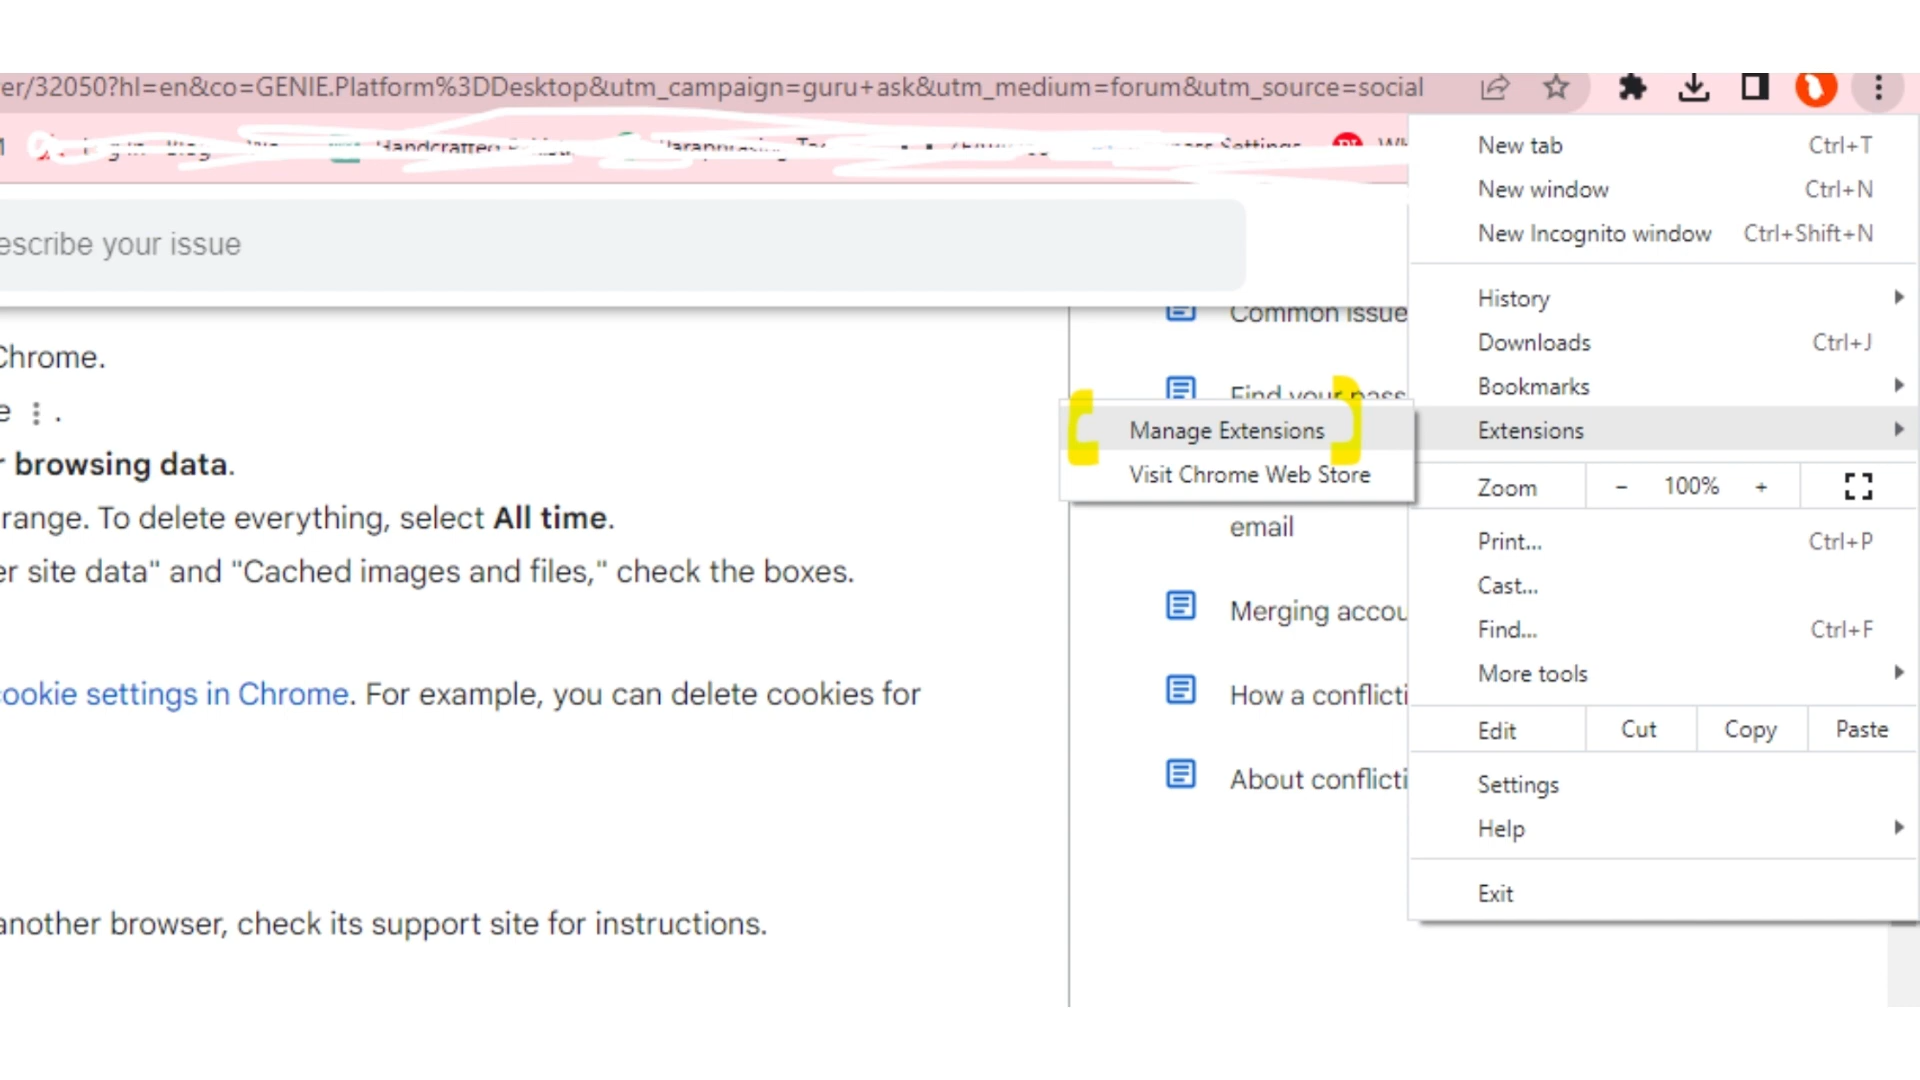 er/32050?hl=en&co=GENIE.Platform%3DDesktop&utm_campaign=guru+ask&utm_medium=forum&utm_source=social
Handcrafted
Settings
escribe your issue
Chrome.
e ⋮ .
r browsing data.
range. To delete everything, select All time.
er site data" and "Cached images and files," check the boxes.
ookie settings in Chrome. For example, you can delete cookies for
another browser, check its support site for instructions.
Common issue
Find your pass
email
Merging accou
How a conflicti
About conflicti
Manage Extensions
Visit Chrome Web Store
New tab Ctrl+T
New window Ctrl+N
New Incognito window Ctrl+Shift+N
History
Downloads Ctrl+J
Bookmarks
Extensions
Zoom - 100% +
Print... Ctrl+P
Cast...
Find... Ctrl+F
More tools
Edit Cut Copy Paste
Settings
Help
Exit